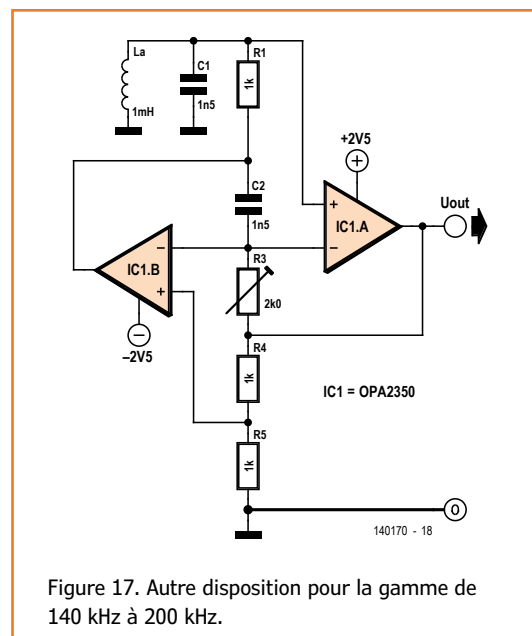 La
C1
R1
1k
1mH
1n5
+2V5
+
C2
Uout
1n5
+
IC1.A
−
−
IC1.B
+
R3
2k0
−
−2V5
R4
1k
IC1 = OPA2350
R5
1k
0
140170 - 18
Figure 17. Autre disposition pour la gamme de
140 kHz à 200 kHz.